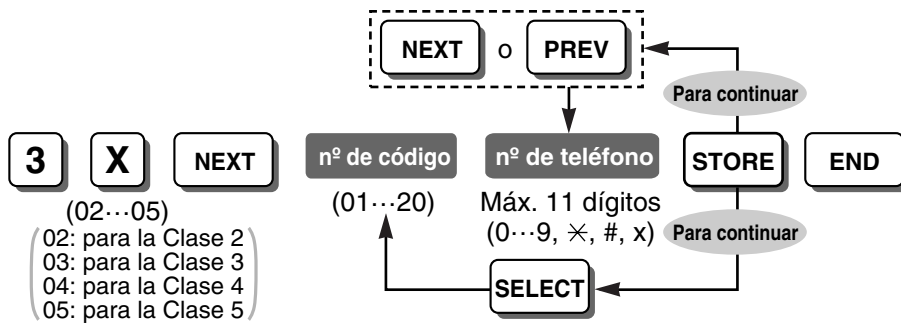 NEXT o PREV
Para continuar
3 X NEXT nº de código nº de teléfono STORE END
(02···05) (01···20) Máx. 11 dígitos
(0···9, ✳, #, x) Para continuar
02: para la Clase 2
03: para la Clase 3
04: para la Clase 4
05: para la Clase 5
SELECT